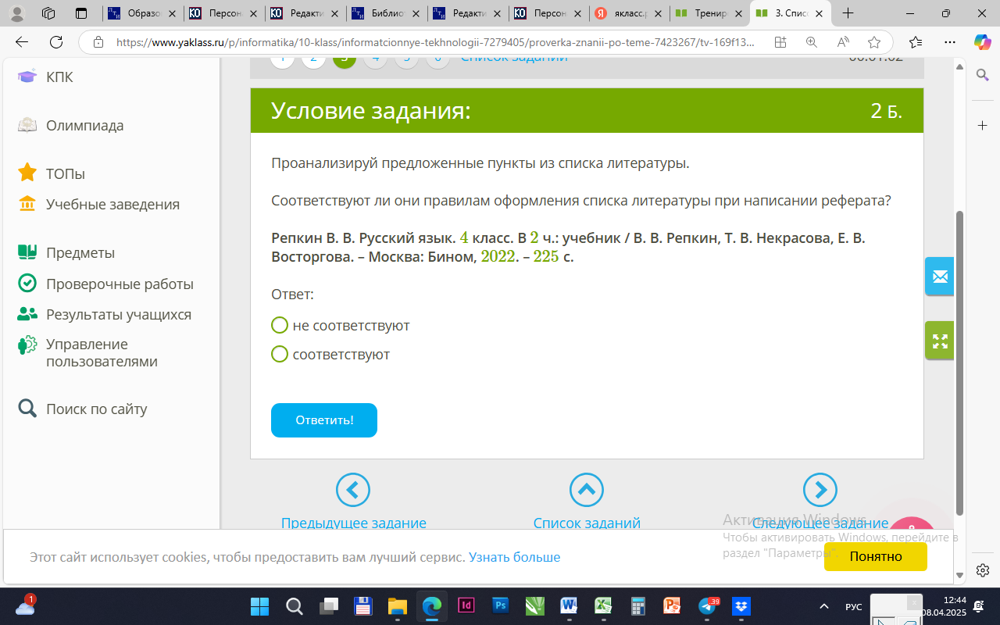 Образо
Персон
Редакти
Библиот
Редакти
Персон
якласс.р
Тренир
3. Списс
https://www.yaklass.ru/p/informatika/10-klass/informatcionnye-tekhnologii-7279405/proverka-znanii-po-teme-7423267/tv-169f13...
1 2 3 4 5 6 Список заданий 00:01:02
КПК
Олимпиада
ТОПы
Учебные заведения
Предметы
Проверочные работы
Результаты учащихся
Управление
пользователями
Поиск по сайту
Условие задания:
2 Б.
Проанализируй предложенные пункты из списка литературы.
Соответствуют ли они правилам оформления списка литературы при написании реферата?
Репкин В. В. Русский язык. 4 класс. В 2 ч.: учебник / В. В. Репкин, Т. В. Некрасова, Е. В.
Восторгова. – Москва: Бином, 2022. – 225 с.
Ответ:
не соответствуют
соответствуют
Ответить!
Предыдущее задание
Список заданий
Следующее задание
Активация Windows
Чтобы активировать Windows, перейдите в
раздел "Параметры".
Этот сайт использует cookies, чтобы предоставить вам лучший сервис. Узнать больше
Понятно
1
.39
РУС
12:44
08.04.2025